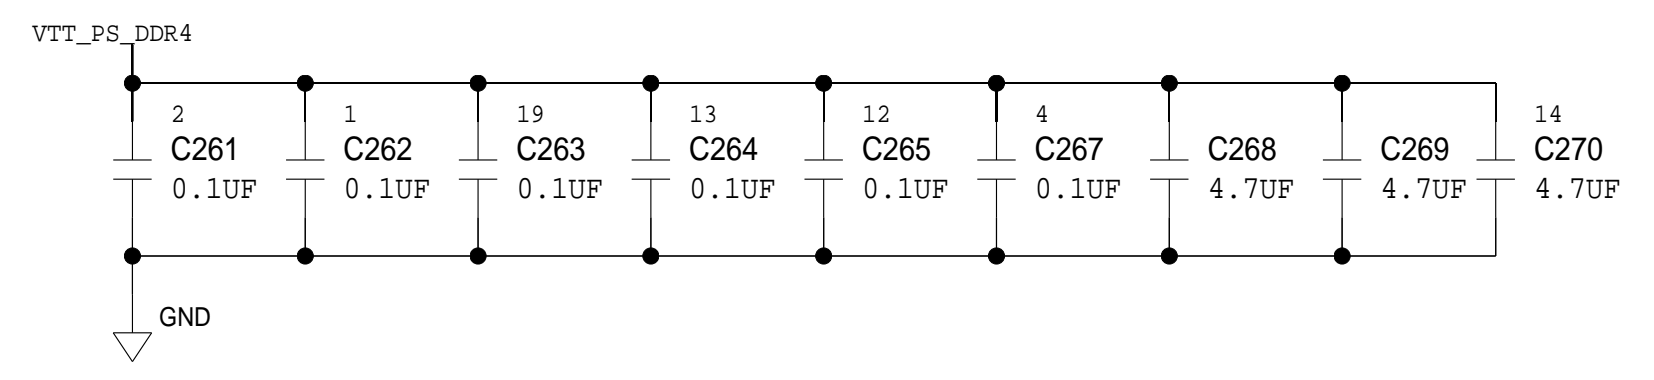 VTT_PS_DDR4
2 1 19 13 12 4 14
C261 C262 C263 C264 C265 C267 C268 C269 C270
0.1UF 0.1UF 0.1UF 0.1UF 0.1UF 0.1UF 4.7UF 4.7UF 4.7UF
GND